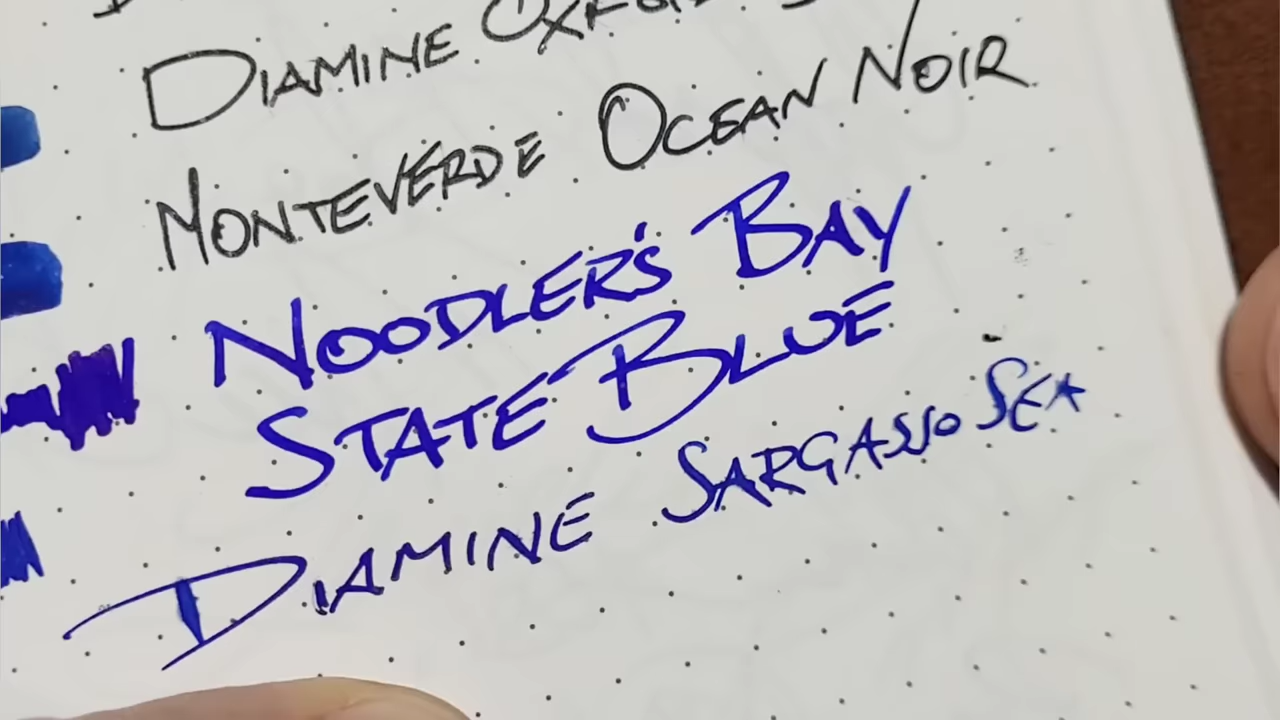 DIAMINE
MONTEVERDE OCEAN NOIR
NOODLER'S BAY
STATE BLUE
DIAMINE SARGASSO SEA